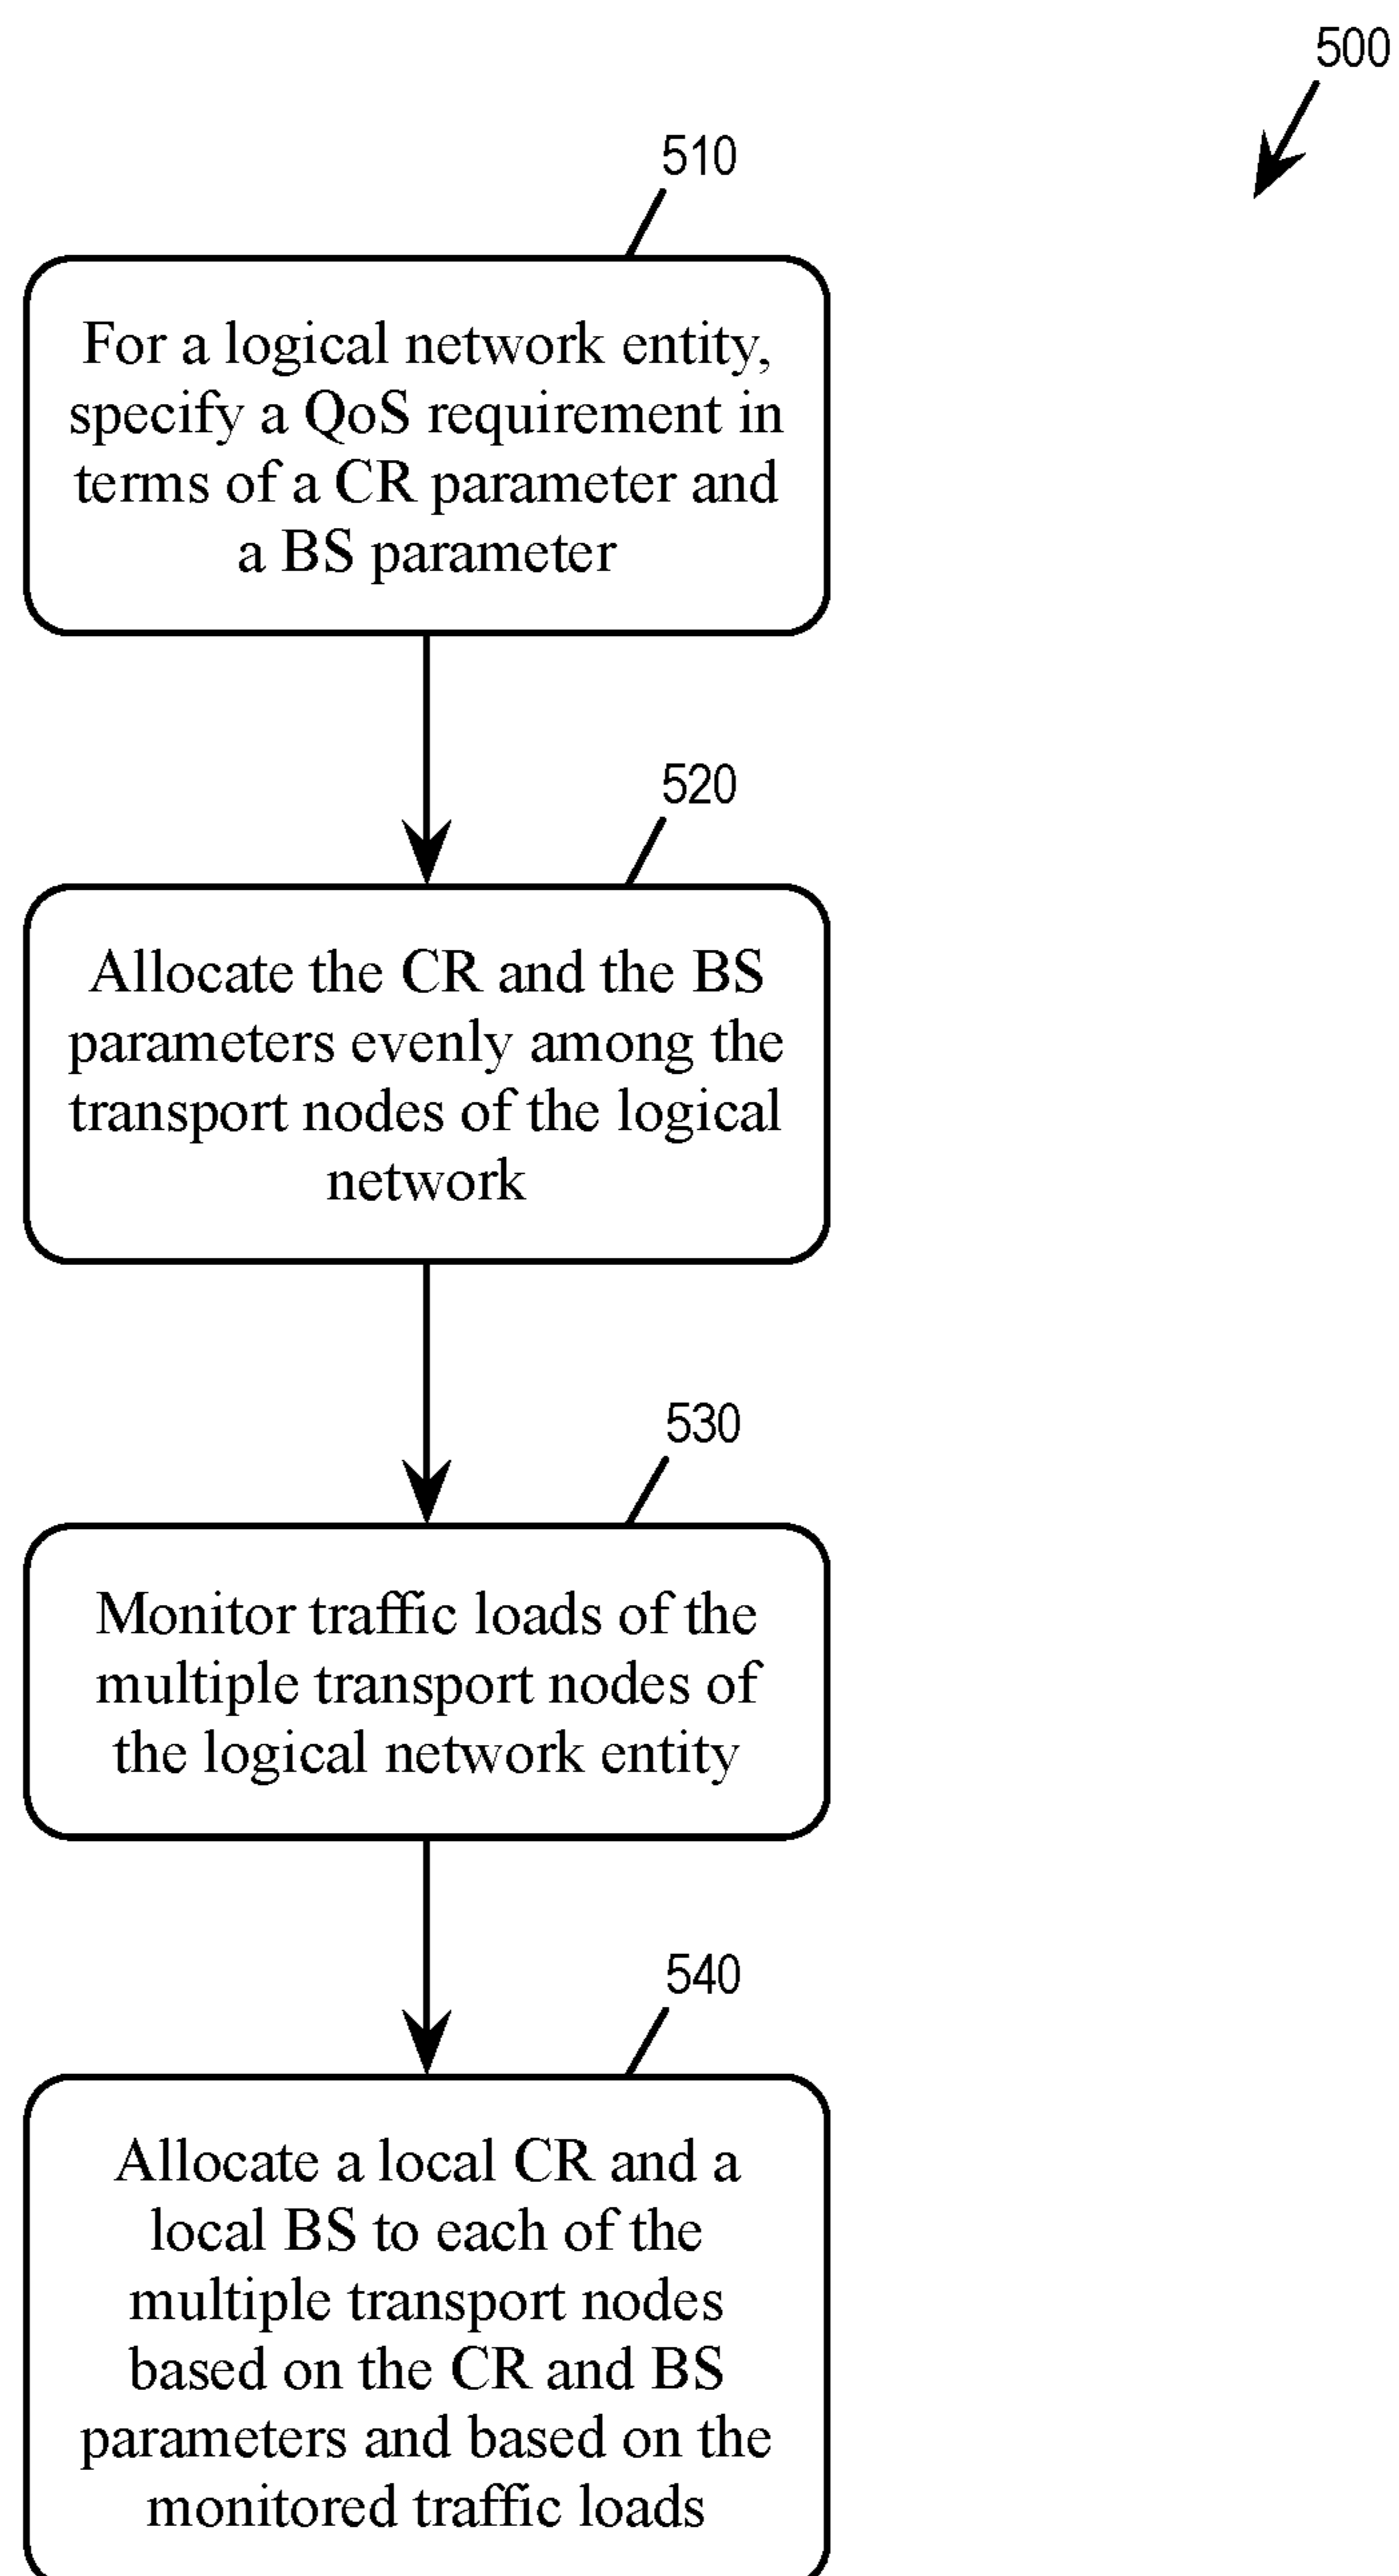 500
510
For a logical network entity,
specify a QoS requirement in
terms of a CR parameter and
a BS parameter
520
Allocate the CR and the BS
parameters evenly among the
transport nodes of the logical
network
530
Monitor traffic loads of the
multiple transport nodes of
the logical network entity
540
Allocate a local CR and a
local BS to each of the
multiple transport nodes
based on the CR and BS
parameters and based on the
monitored traffic loads